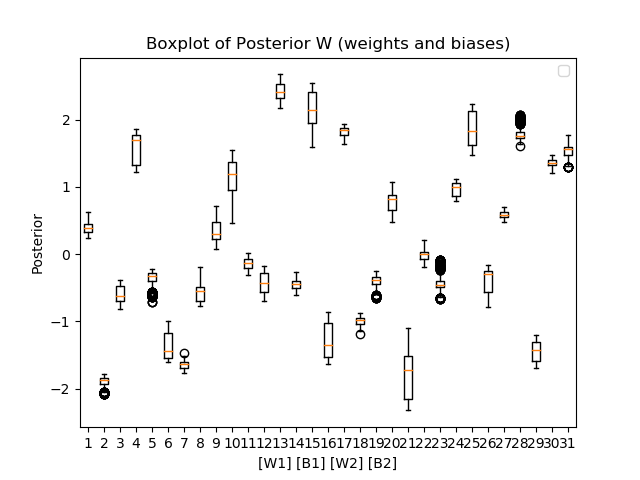 Boxplot of Posterior W (weights and biases)
Posterior
2
1
0
−1
−2
1 2 3 4 5 6 7 8 9 10 11 12 13 14 15 16 17 18 19 20 21 22 23 24 25 26 27 28 29 30 31
[W1] [B1] [W2] [B2]